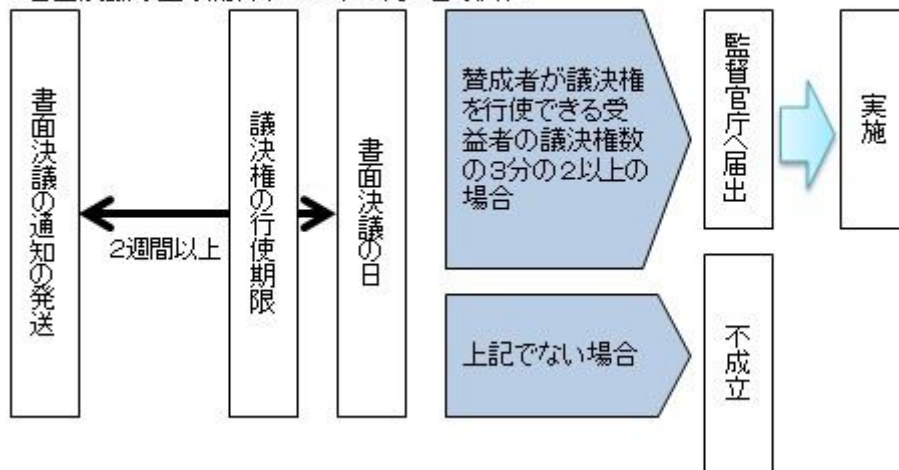 書面決議の通知の発送
2週間以上
議決権の行使期限
書面決議の日
賛成者が議決権
を行使できる受
益者の議決権数
の3分の2以上の
場合
監督官庁へ届出
実施
上記でない場合
不成立